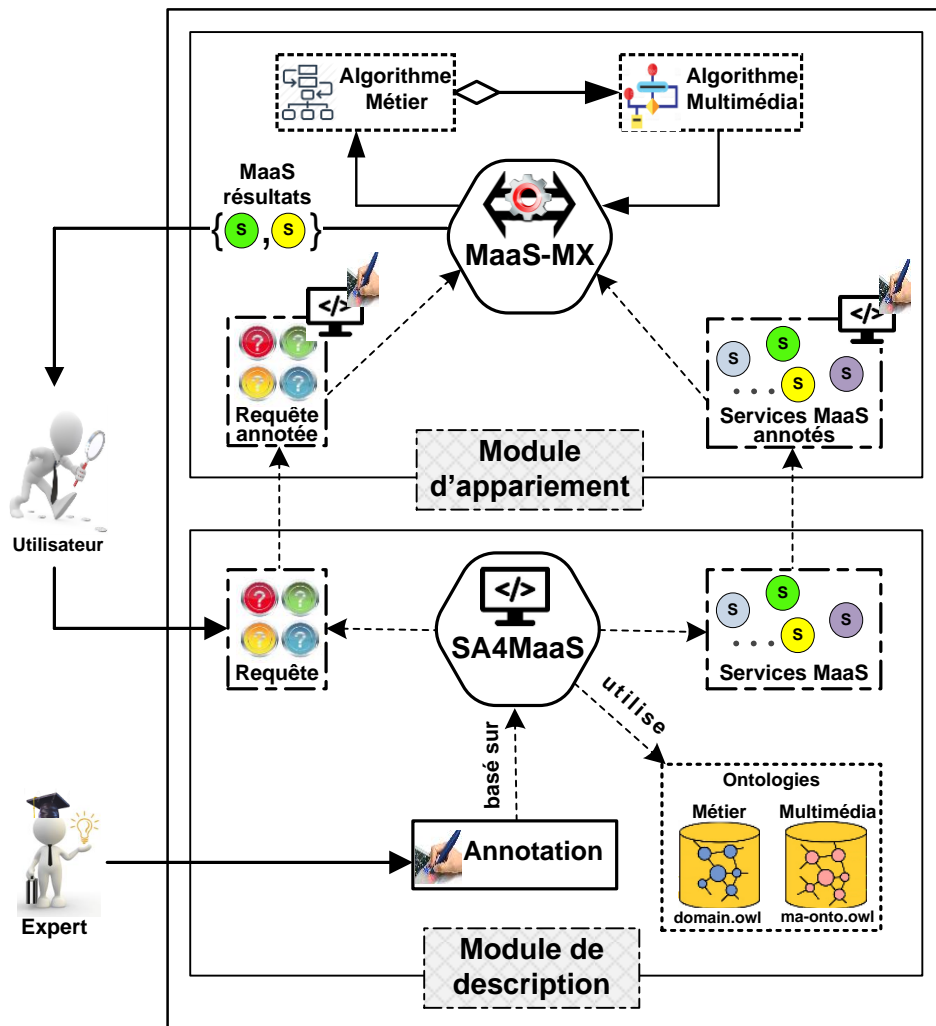 Algorithme
Métier
Algorithme
Multimédia
MaaS
résultats
{ S , S }
MaaS-MX
</>
</>
? ?
? ?
Requête
annotée
S S S
. . . S
Services MaaS
annotés
Module
d'appariement
Utilisateur
? ?
? ?
Requête
</>
SA4MaaS
S S S
. . . S
Services MaaS
utilise
basé sur
Ontologies
Métier Multimédia
domain.owl ma-onto.owl
Annotation
Expert
Module de
description